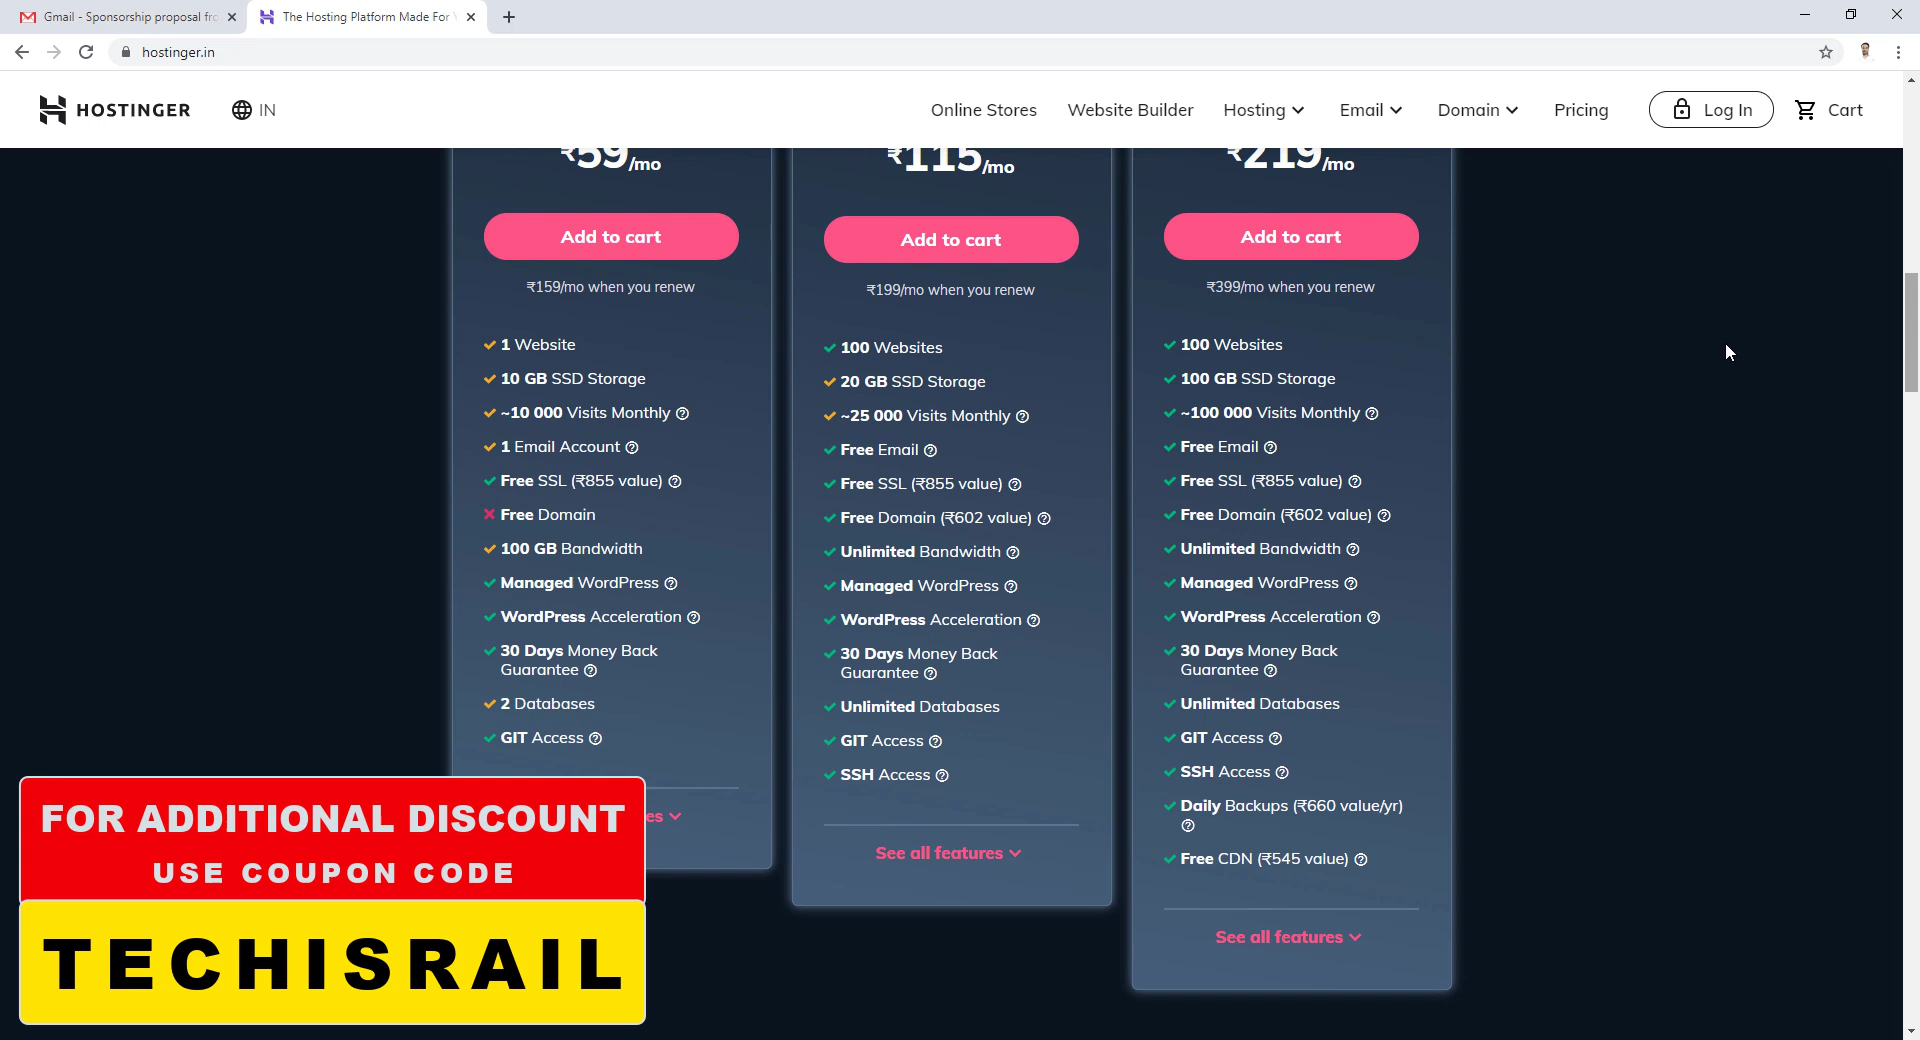 Gmail - Sponsorship proposal fro
The Hosting Platform Made For
hostinger.in
HOSTINGER
IN
Online Stores
Website Builder
Hosting
Email
Domain
Pricing
Log In
Cart
₹59/mo
Add to cart
₹159/mo when you renew
1 Website
10 GB SSD Storage
~10 000 Visits Monthly
1 Email Account
Free SSL (₹855 value)
Free Domain
100 GB Bandwidth
Managed WordPress
WordPress Acceleration
30 Days Money Back
Guarantee
2 Databases
GIT Access
es
₹115/mo
Add to cart
₹199/mo when you renew
100 Websites
20 GB SSD Storage
~25 000 Visits Monthly
Free Email
Free SSL (₹855 value)
Free Domain (₹602 value)
Unlimited Bandwidth
Managed WordPress
WordPress Acceleration
30 Days Money Back
Guarantee
Unlimited Databases
GIT Access
SSH Access
See all features
₹219/mo
Add to cart
₹399/mo when you renew
100 Websites
100 GB SSD Storage
~100 000 Visits Monthly
Free Email
Free SSL (₹855 value)
Free Domain (₹602 value)
Unlimited Bandwidth
Managed WordPress
WordPress Acceleration
30 Days Money Back
Guarantee
Unlimited Databases
GIT Access
SSH Access
Daily Backups (₹660 value/yr)
Free CDN (₹545 value)
See all features
FOR ADDITIONAL DISCOUNT
USE COUPON CODE
TECHISRAIL